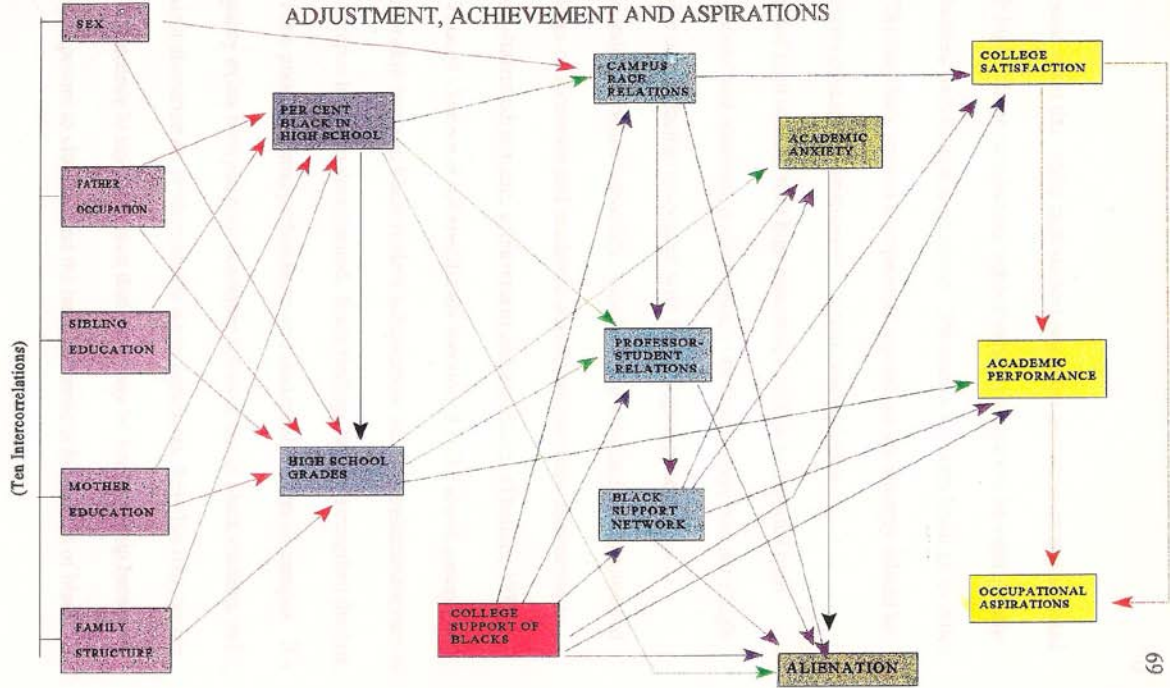 ADJUSTMENT, ACHIEVEMENT AND ASPIRATIONS
SEX
FATHER
OCCUPATION
SIBLING
EDUCATION
MOTHER
EDUCATION
FAMILY
STRUCTURE
(Ten Intercorrelations)
PER CENT
BLACK IN
HIGH SCHOOL
HIGH SCHOOL
GRADES
CAMPUS
RACE
RELATIONS
PROFESSOR-
STUDENT
RELATIONS
BLACK
SUPPORT
NETWORK
COLLEGE
SUPPORT OF
BLACKS
ACADEMIC
ANXIETY
ALIENATION
COLLEGE
SATISFACTION
ACADEMIC
PERFORMANCE
OCCUPATIONAL
ASPIRATIONS
69